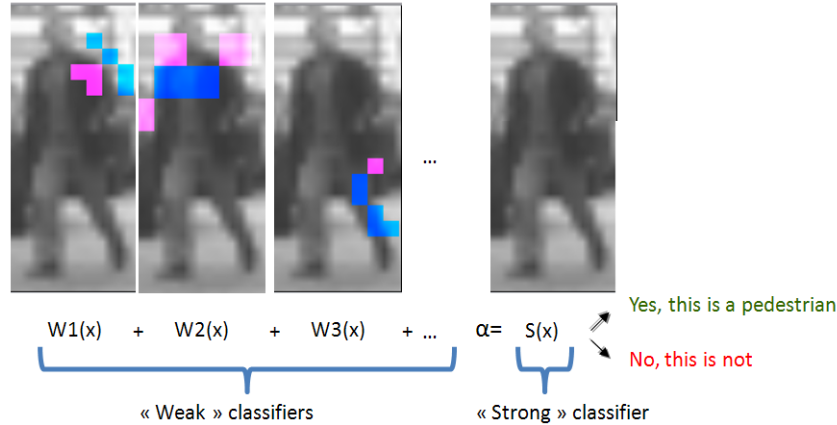 ...
Yes, this is a pedestrian
W1(x) + W2(x) + W3(x) + ... α= S(x)
No, this is not
« Weak » classifiers « Strong » classifier